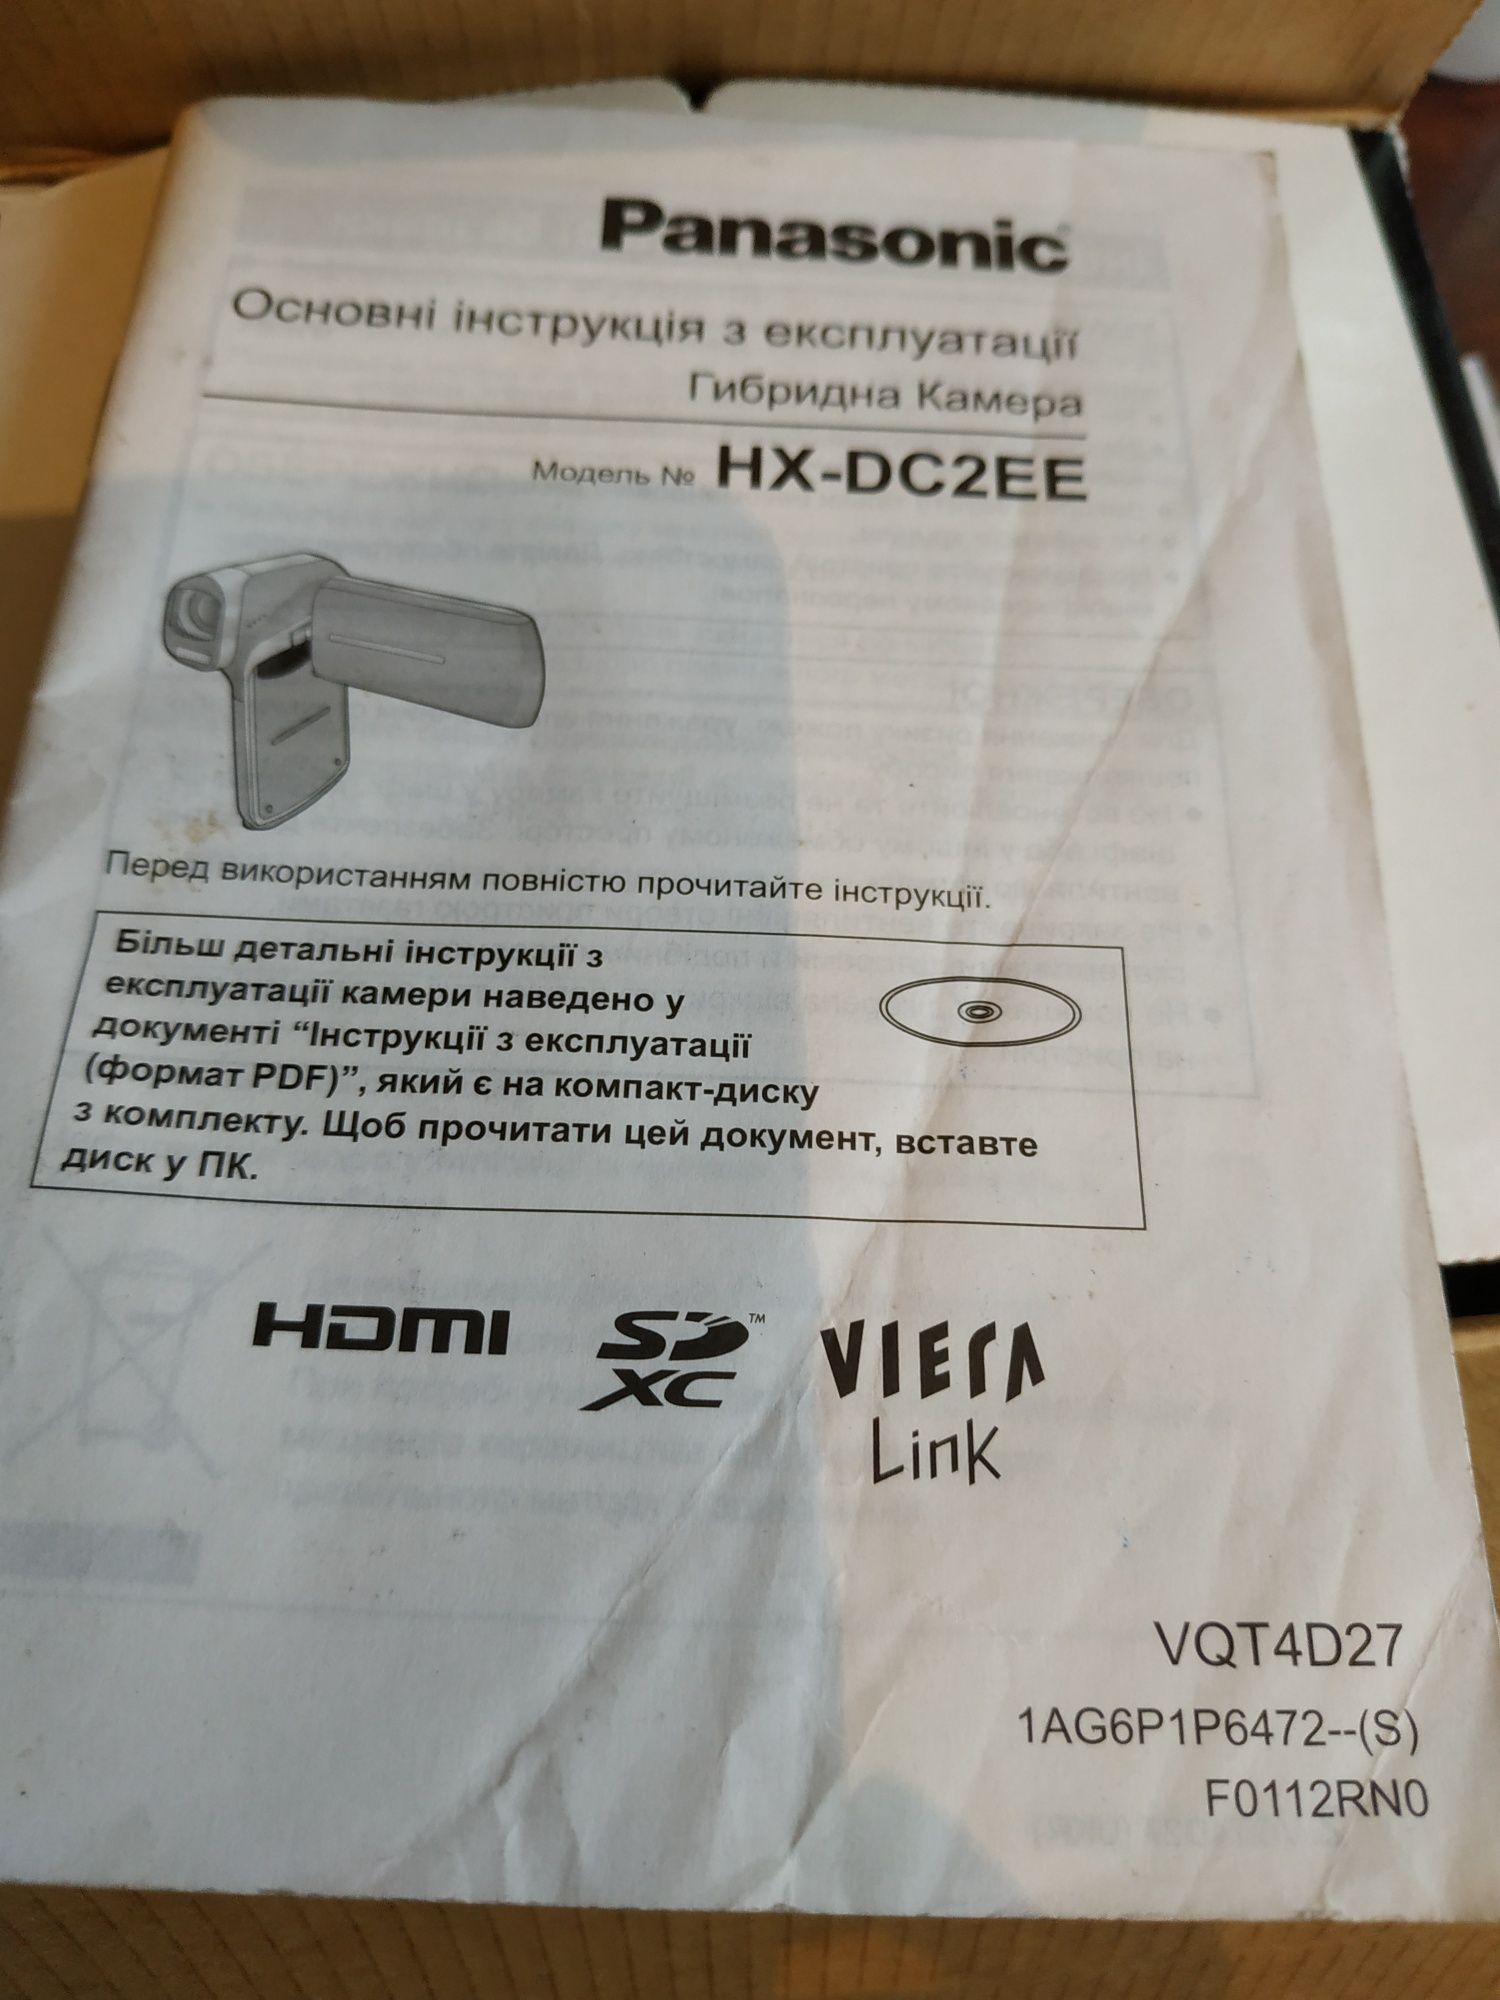 Panasonic
Основні інструкція з експлуатації
Гибридна Камера
Модель № HX-DC2EE
Перед використанням повністю прочитайте інструкції.
Більш детальні інструкції з
експлуатації камери наведено у
документі “Інструкції з експлуатації
(формат PDF)”, який є на компакт-диску
з комплекту. Щоб прочитати цей документ, вставте
диск у ПК.
HDMI
SD™
XC
VIERA
Link
VQT4D27
1AG6P1P6472--(S)
F0112RN0